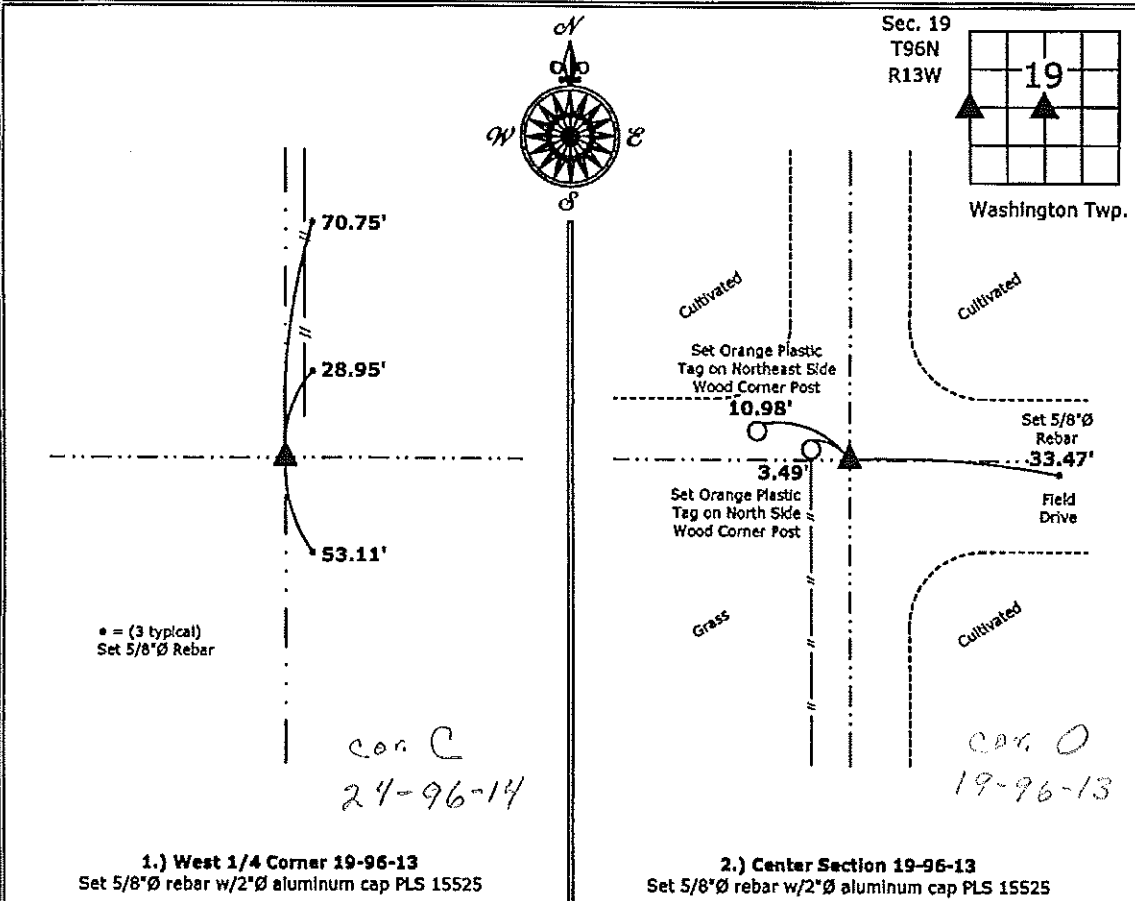 N
W
E
S
Sec. 19
T96N
R13W
19
Washington Twp.
70.75'
28.95'
53.11'
• = (3 typical)
Set 5/8"Ø Rebar
cor. C
24-96-14
1.) West 1/4 Corner 19-96-13
Set 5/8"Ø rebar w/2"Ø aluminum cap PLS 15525
Cultivated
Cultivated
Set Orange Plastic
Tag on Northeast Side
Wood Corner Post
10.98'
3.49'
Set Orange Plastic
Tag on North Side
Wood Corner Post
Set 5/8"Ø
Rebar
33.47'
Field
Drive
Grass
Cultivated
cor. O
19-96-13
2.) Center Section 19-96-13
Set 5/8"Ø rebar w/2"Ø aluminum cap PLS 15525